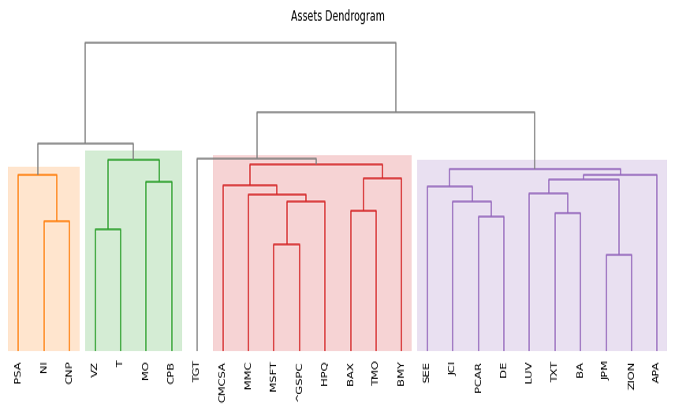 Assets Dendrogram
PSA
NI
CNP
VZ
T
MO
CPB
TGT
CMCSA
MMC
MSFT
^GSPC
HPQ
BAX
TMO
BMY
SEE
JCI
PCAR
DE
LUV
TXT
BA
JPM
ZION
APA